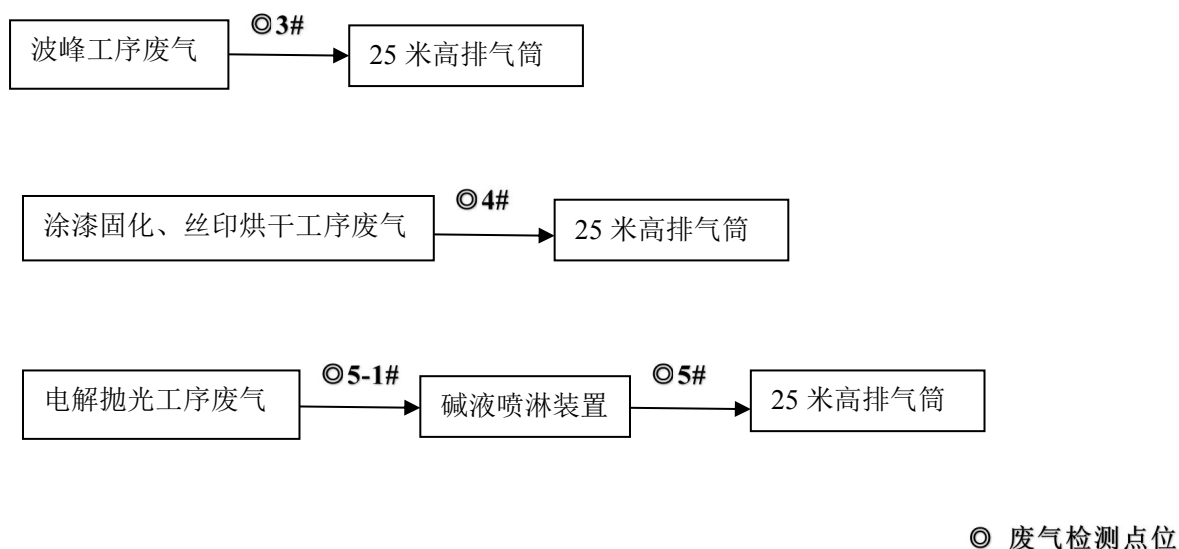 ◎3#
波峰工序废气
25 米高排气筒
◎4#
涂漆固化、丝印烘干工序废气
25 米高排气筒
◎5-1#
◎5#
电解抛光工序废气
碱液喷淋装置
25 米高排气筒
◎ 废气检测点位